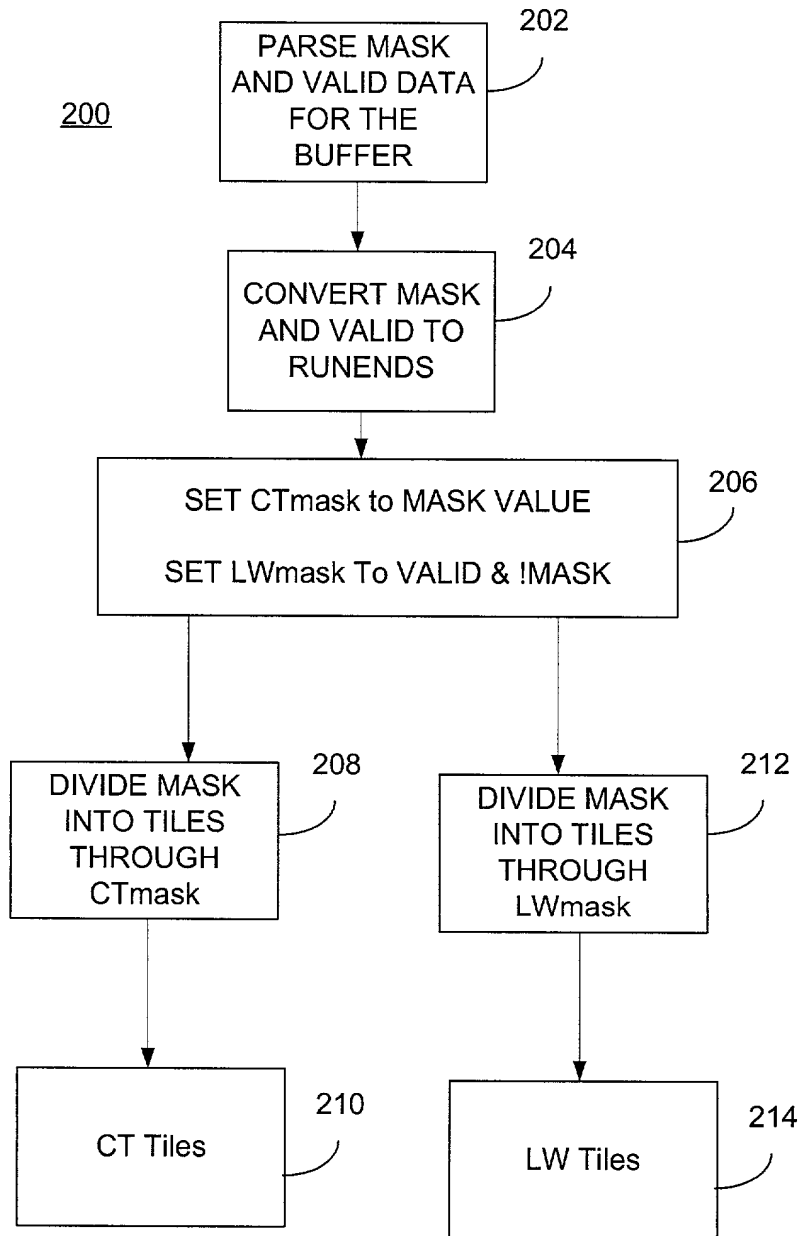 202
PARSE MASK
AND VALID DATA
FOR THE
BUFFER
200
204
CONVERT MASK
AND VALID TO
RUNENDS
206
SET CTmask to MASK VALUE
SET LWmask To VALID & !MASK
208
DIVIDE MASK
INTO TILES
THROUGH
CTmask
212
DIVIDE MASK
INTO TILES
THROUGH
LWmask
210
CT Tiles
214
LW Tiles